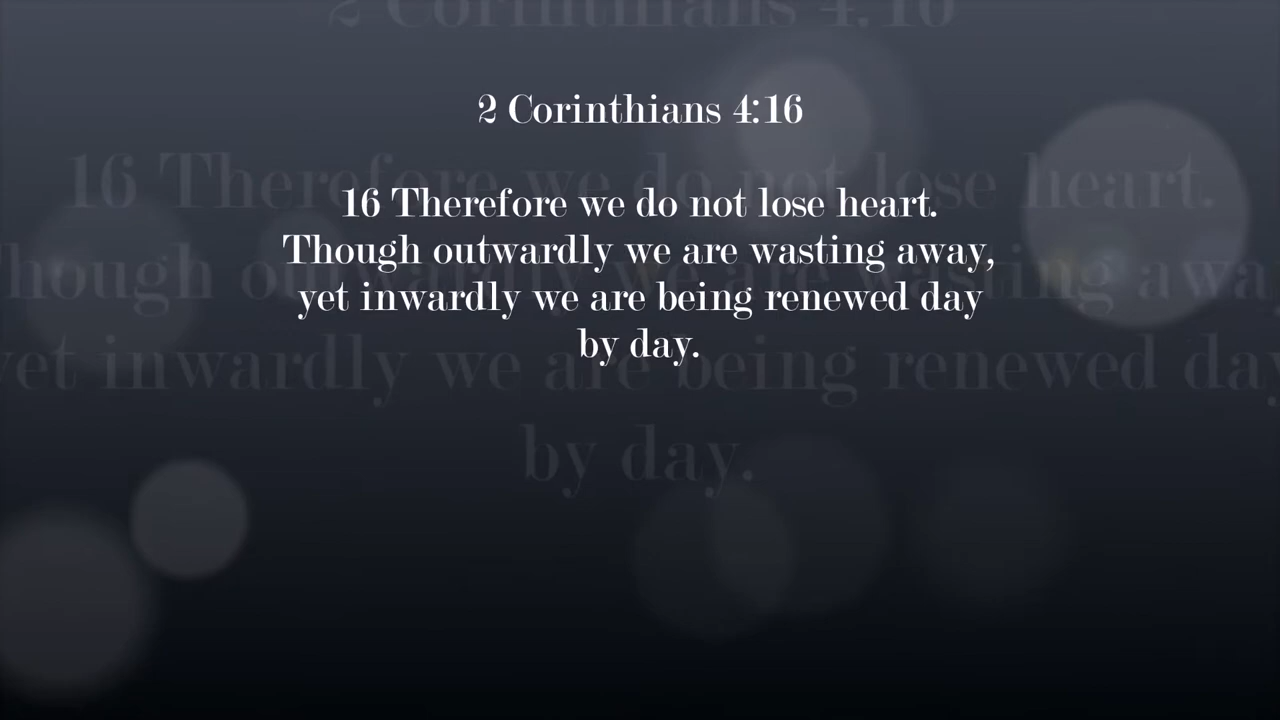 2 Corinthians 4:16
16 Therefore we do not lose heart.
Though outwardly we are wasting away,
yet inwardly we are being renewed day
by day.